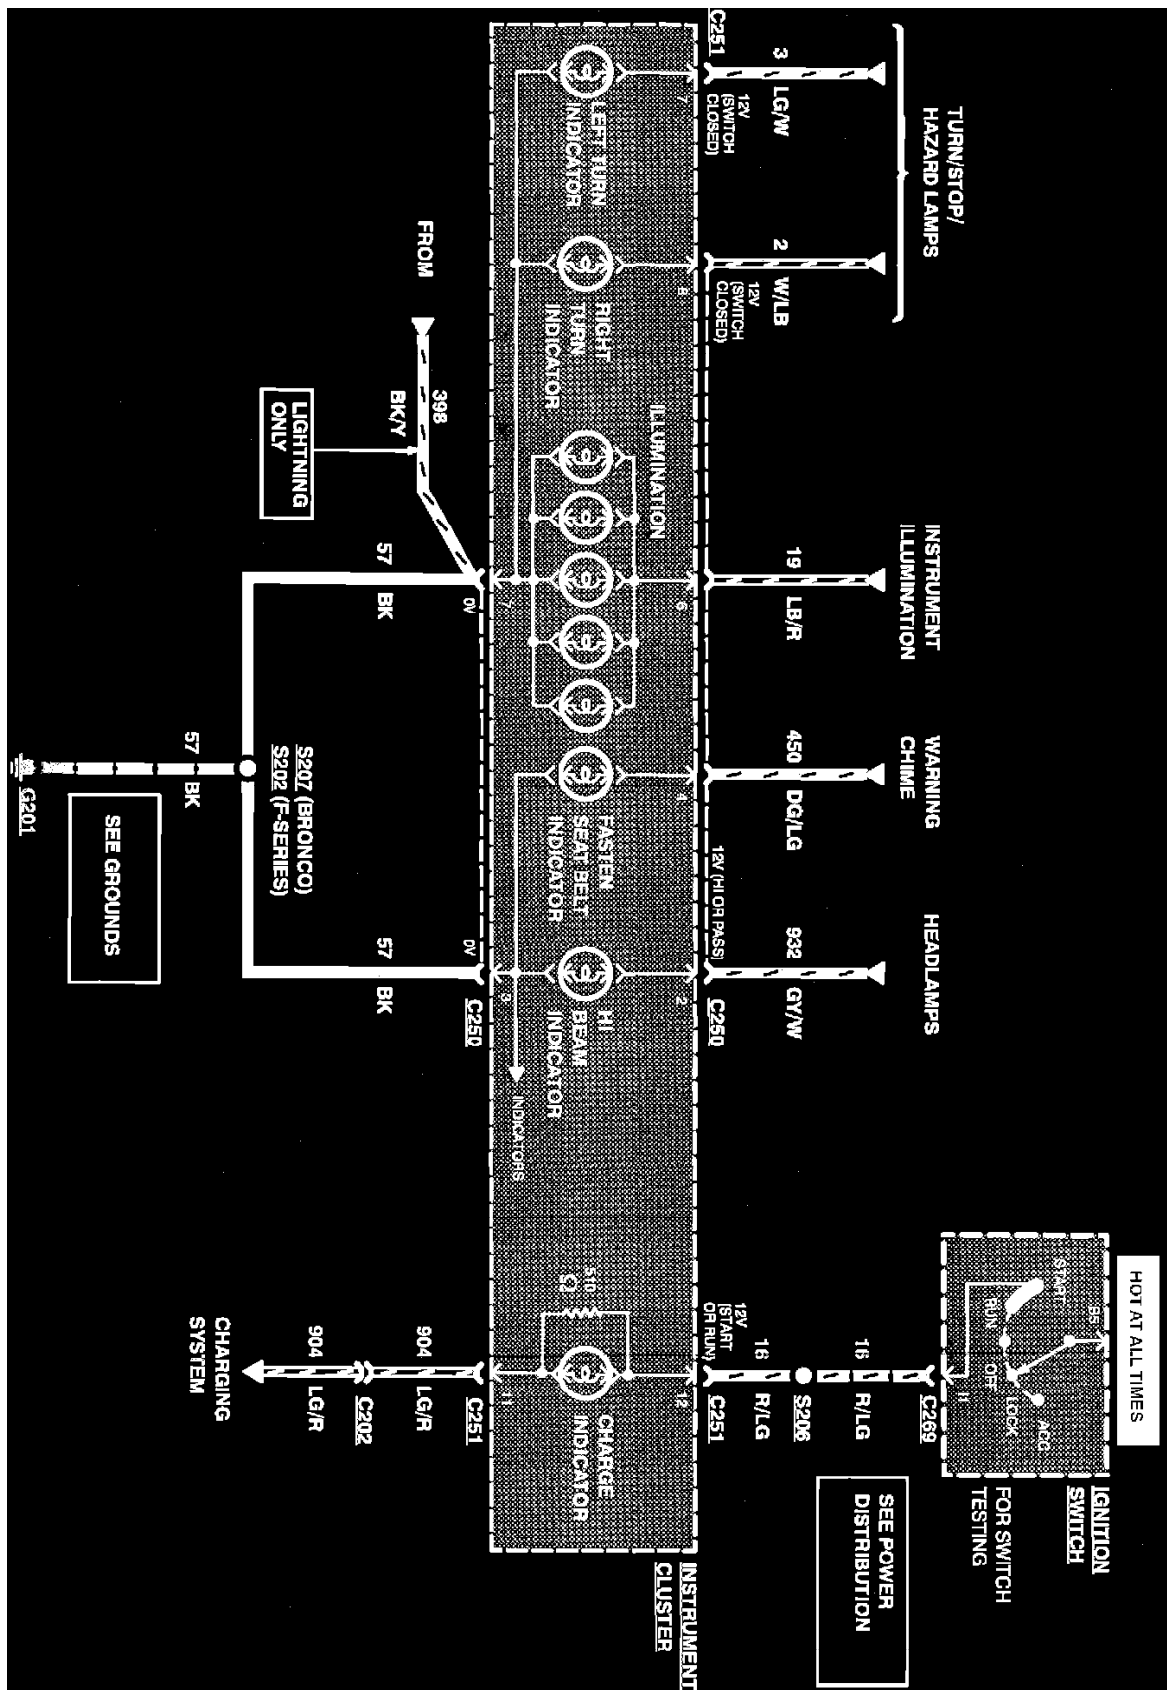 HOT AT ALL TIMES
IGNITION
SWITCH
FOR SWITCH
TESTING
B5
START
RUN
OFF
LOCK
ACC
I1
C269
SEE POWER
DISTRIBUTION
TURN/STOP/
HAZARD LAMPS
INSTRUMENT
ILLUMINATION
WARNING
CHIME
HEADLAMPS
3
LG/W
2
W/LB
19
LB/R
450
DG/LG
932
GY/W
16
R/LG
S206
16
R/LG
C251
12V
(SWITCH
CLOSED)
12V
(SWITCH
CLOSED)
12V (HI OR PASS)
C250
12V
(START
OR RUN)
C251
INSTRUMENT
CLUSTER
7
6
4
2
12
ILLUMINATION
LEFT TURN
INDICATOR
RIGHT
TURN
INDICATOR
FASTEN
SEAT BELT
INDICATOR
HI
BEAM
INDICATOR
510
Ω
CHARGE
INDICATOR
INDICATORS
7
3
11
0V
0V
C250
C251
FROM
398
BK/Y
LIGHTNING
ONLY
57
BK
57
BK
904
LG/R
C202
904
LG/R
S207 (BRONCO)
S202 (F-SERIES)
57
BK
CHARGING
SYSTEM
SEE GROUNDS
G201